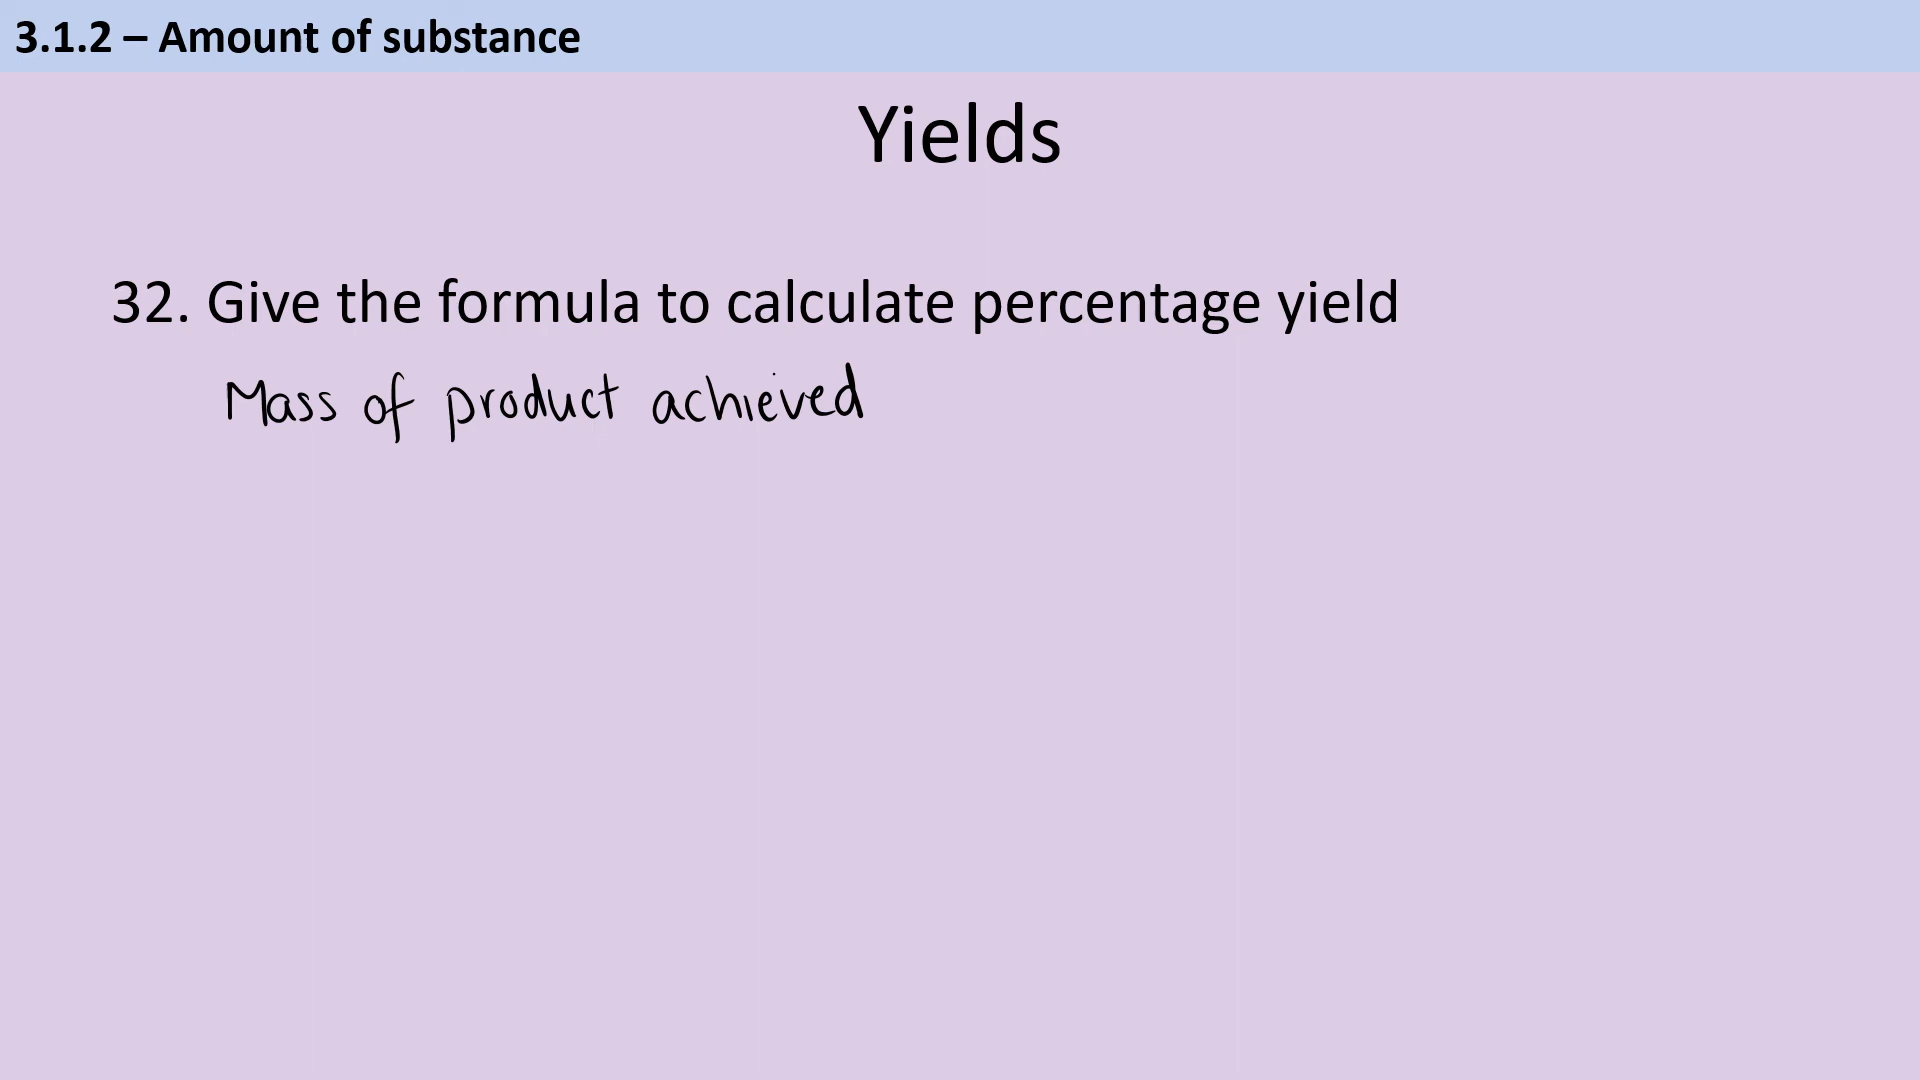 3.1.2 – Amount of substance
Yields
32. Give the formula to calculate percentage yield
Mass of product achieved